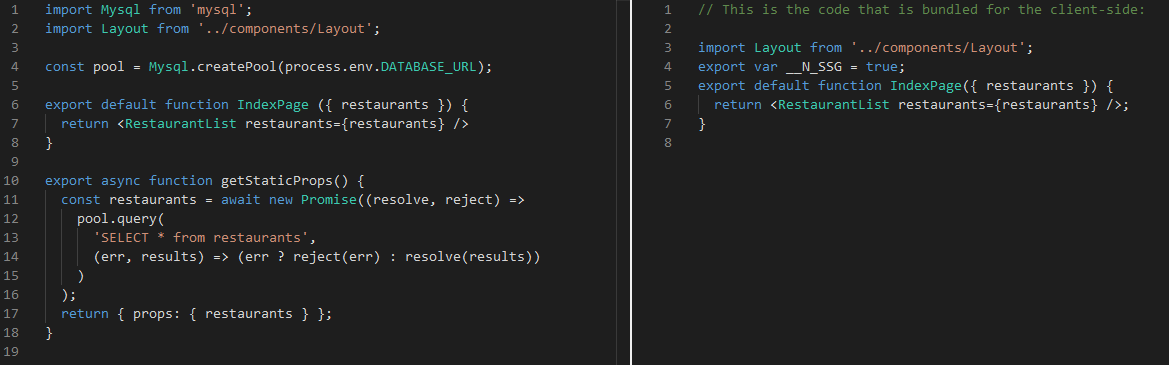 1 import Mysql from 'mysql';
2 import Layout from '../components/Layout';
3
4 const pool = Mysql.createPool(process.env.DATABASE_URL);
5
6 export default function IndexPage ({ restaurants }) {
7   return <RestaurantList restaurants={restaurants} />
8 }
9
10 export async function getStaticProps() {
11   const restaurants = await new Promise((resolve, reject) =>
12     pool.query(
13       'SELECT * from restaurants',
14       (err, results) => (err ? reject(err) : resolve(results))
15     )
16   );
17   return { props: { restaurants } };
18 }
19
1 // This is the code that is bundled for the client-side:
2
3 import Layout from '../components/Layout';
4 export var __N_SSG = true;
5 export default function IndexPage({ restaurants }) {
6   return <RestaurantList restaurants={restaurants} />;
7 }
8